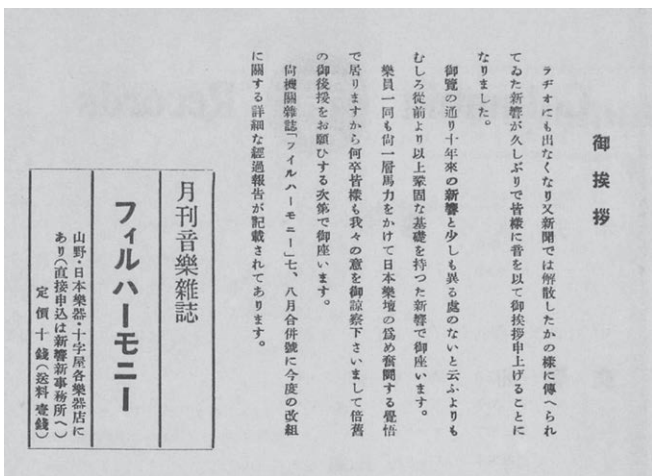 御挨拶
ラヂオにも出なくなり又新聞では解散したかの様に傳へられ
てゐた新響が久しぶりで皆様に音を以て御挨拶申上げることに
なりました。
御覽の通り十年來の新響と少しも異る處のないと云ふよりも
むしろ從前より以上鞏固な基礎を持つた新響で御座います。
樂員一同も尙一層馬力をかけて日本樂壇の爲め奮鬪する覺悟
で居りますから何卒皆樣も我々の意を御諒察下さいまして倍舊
の御後援をお願ひする次第で御座います。
尙機關雜誌「フイルハーモニー」七、八月合併號に今度の改組
に關する詳細な經過報告が記載されてあります。
月刊音樂雜誌
フィルハーモニー
山野・日本樂器・十字屋各樂器店に
あり(直接申込は新響新事務所へ)
定價十錢(送料壹錢)